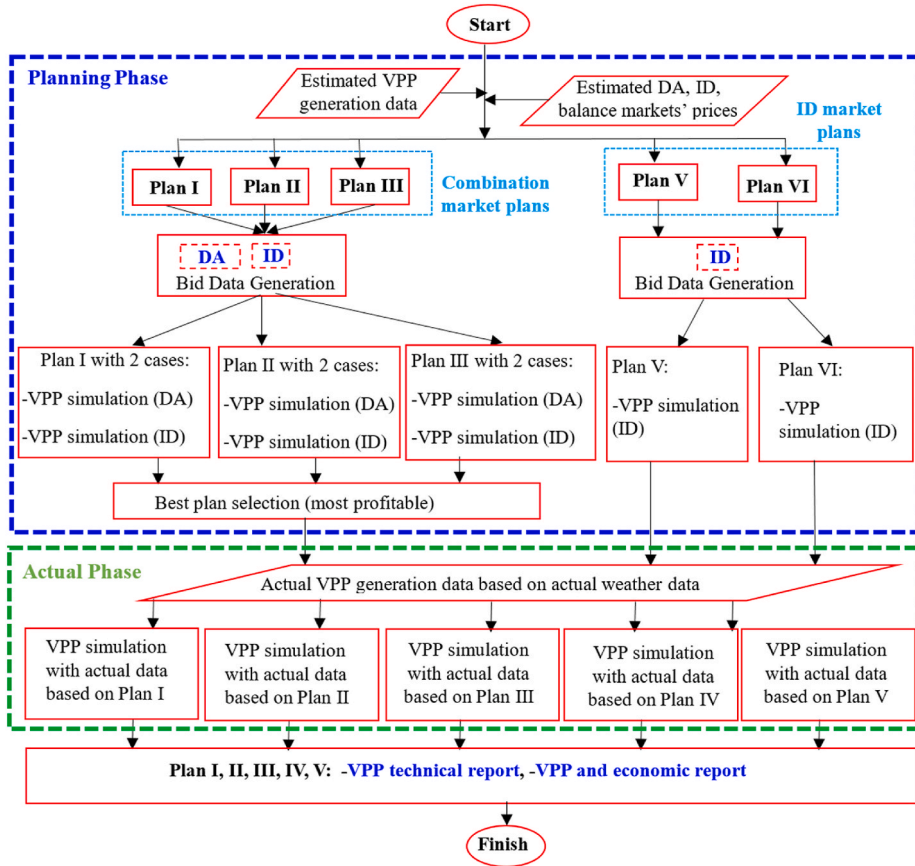 Start
Planning Phase
Estimated VPP
generation data
Estimated DA, ID,
balance markets' prices
ID market
plans
Plan I
Plan II
Plan III
Combination
market plans
Plan V
Plan VI
DA
ID
Bid Data Generation
ID
Bid Data Generation
Plan I with 2 cases:
-VPP simulation (DA)
-VPP simulation (ID)
Plan II with 2 cases:
-VPP simulation (DA)
-VPP simulation (ID)
Plan III with 2 cases:
-VPP simulation (DA)
-VPP simulation (ID)
Plan V:
-VPP simulation
(ID)
Plan VI:
-VPP
simulation (ID)
Best plan selection (most profitable)
Actual Phase
Actual VPP generation data based on actual weather data
VPP simulation
with actual data
based on Plan I
VPP simulation
with actual data
based on Plan II
VPP simulation
with actual data
based on Plan III
VPP simulation
with actual data
based on Plan IV
VPP simulation
with actual data
based on Plan V
Plan I, II, III, IV, V: -VPP technical report, -VPP and economic report
Finish